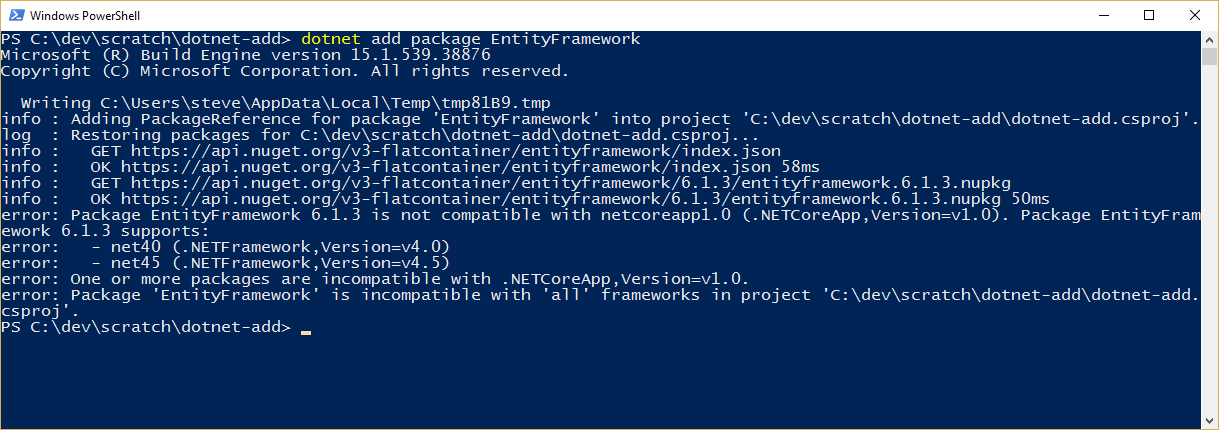 Windows PowerShell
PS C:\dev\scratch\dotnet-add> dotnet add package EntityFramework
Microsoft (R) Build Engine version 15.1.539.38876
Copyright (C) Microsoft Corporation. All rights reserved.
Writing C:\Users\steve\AppData\Local\Temp\tmp81B9.tmp
info : Adding PackageReference for package 'EntityFramework' into project 'C:\dev\scratch\dotnet-add\dotnet-add.csproj'.
log  : Restoring packages for C:\dev\scratch\dotnet-add\dotnet-add.csproj...
info :   GET https://api.nuget.org/v3-flatcontainer/entityframework/index.json
info :   OK https://api.nuget.org/v3-flatcontainer/entityframework/index.json 58ms
info :   GET https://api.nuget.org/v3-flatcontainer/entityframework/6.1.3/entityframework.6.1.3.nupkg
info :   OK https://api.nuget.org/v3-flatcontainer/entityframework/6.1.3/entityframework.6.1.3.nupkg 50ms
error: Package EntityFramework 6.1.3 is not compatible with netcoreapp1.0 (.NETCoreApp,Version=v1.0). Package EntityFram
ework 6.1.3 supports:
error:   - net40 (.NETFramework,Version=v4.0)
error:   - net45 (.NETFramework,Version=v4.5)
error: One or more packages are incompatible with .NETCoreApp,Version=v1.0.
error: Package 'EntityFramework' is incompatible with 'all' frameworks in project 'C:\dev\scratch\dotnet-add\dotnet-add.
csproj'.
PS C:\dev\scratch\dotnet-add>